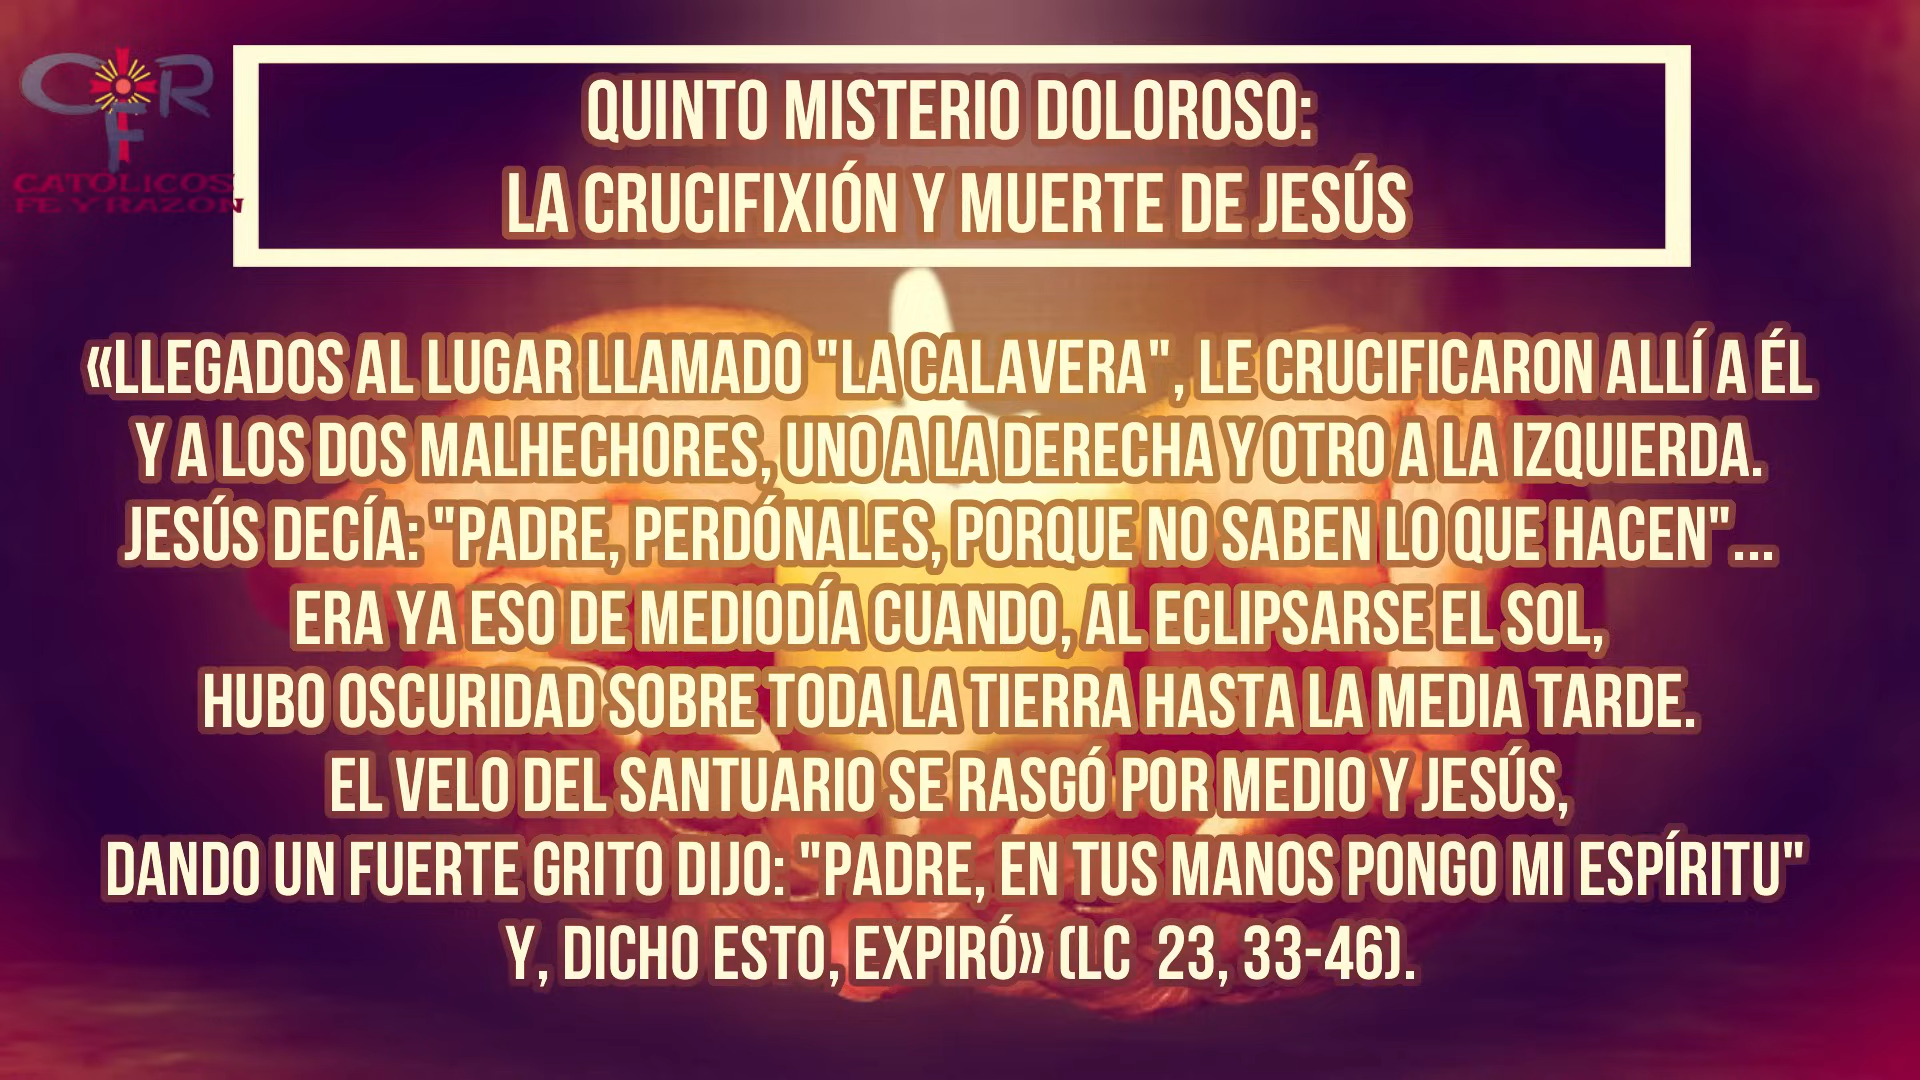 CFR
CATOLICOS
FE Y RAZON
QUINTO MISTERIO DOLOROSO:
LA CRUCIFIXIÓN Y MUERTE DE JESÚS
«LLEGADOS AL LUGAR LLAMADO "LA CALAVERA", LE CRUCIFICARON ALLÍ A ÉL
Y A LOS DOS MALHECHORES, UNO A LA DERECHA Y OTRO A LA IZQUIERDA.
JESÚS DECÍA: "PADRE, PERDÓNALES, PORQUE NO SABEN LO QUE HACEN"...
ERA YA ESO DE MEDIODÍA CUANDO, AL ECLIPSARSE EL SOL,
HUBO OSCURIDAD SOBRE TODA LA TIERRA HASTA LA MEDIA TARDE.
EL VELO DEL SANTUARIO SE RASGÓ POR MEDIO Y JESÚS,
DANDO UN FUERTE GRITO DIJO: "PADRE, EN TUS MANOS PONGO MI ESPÍRITU"
Y, DICHO ESTO, EXPIRÓ» (LC 23, 33-46).